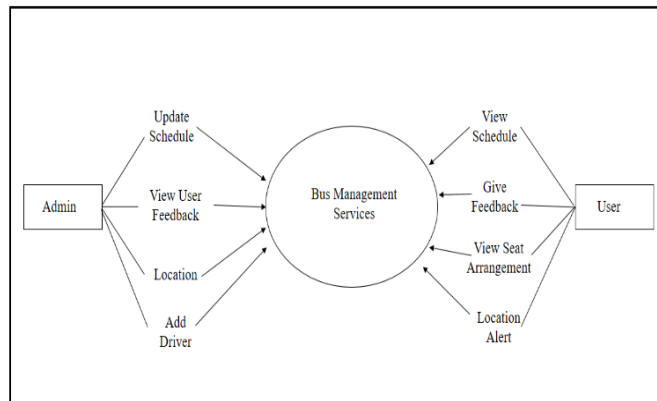 Update
Schedule
View User
Feedback
Admin
Location
Add
Driver
Bus Management
Services
View
Schedule
Give
Feedback
User
View Seat
Arrangement
Location
Alert